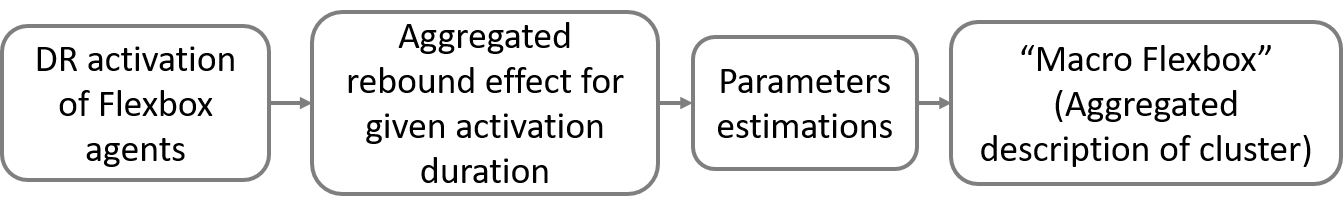 DR activation
of Flexbox
agents
Aggregated
rebound effect for
given activation
duration
Parameters
estimations
“Macro Flexbox”
(Aggregated
description of cluster)